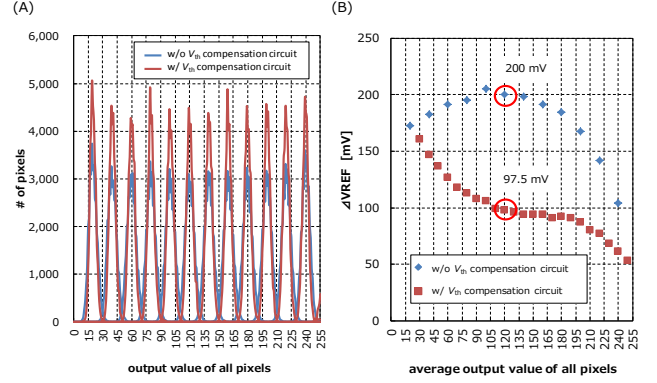 (A)
6,000
5,000
4,000
3,000
2,000
1,000
0
# of pixels
w/o Vth compensation circuit
w/ Vth compensation circuit
0 15 30 45 60 75 90 105 120 135 150 165 180 195 210 225 240 255
output value of all pixels
(B)
250
200
150
100
50
0
⊿VREF [mV]
200 mV
97.5 mV
w/o Vth compensation circuit
w/ Vth compensation circuit
0 15 30 45 60 75 90 105 120 135 150 165 180 195 210 225 240 255
average output value of all pixels